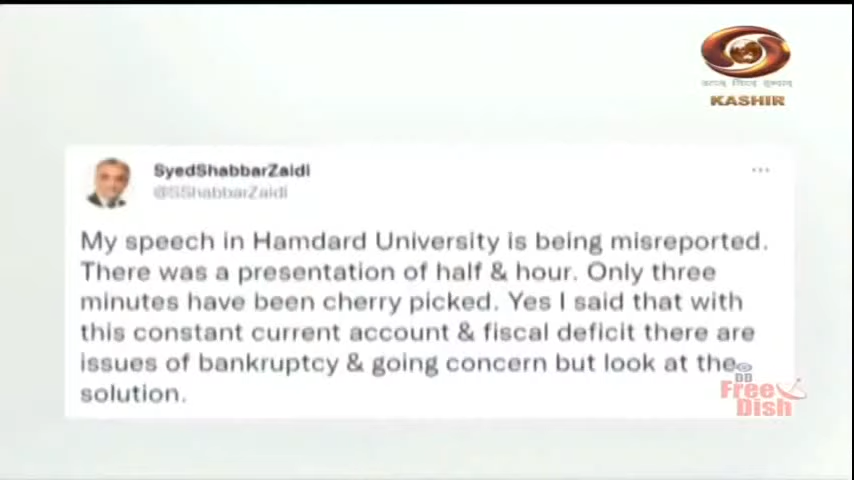 KASHIR
SyedShabbarZaidi
@SShabbarZaidi
My speech in Hamdard University is being misreported.
There was a presentation of half & hour. Only three
minutes have been cherry picked. Yes I said that with
this constant current account & fiscal deficit there are
issues of bankruptcy & going concern but look at the
solution.
DD
Free
Dish